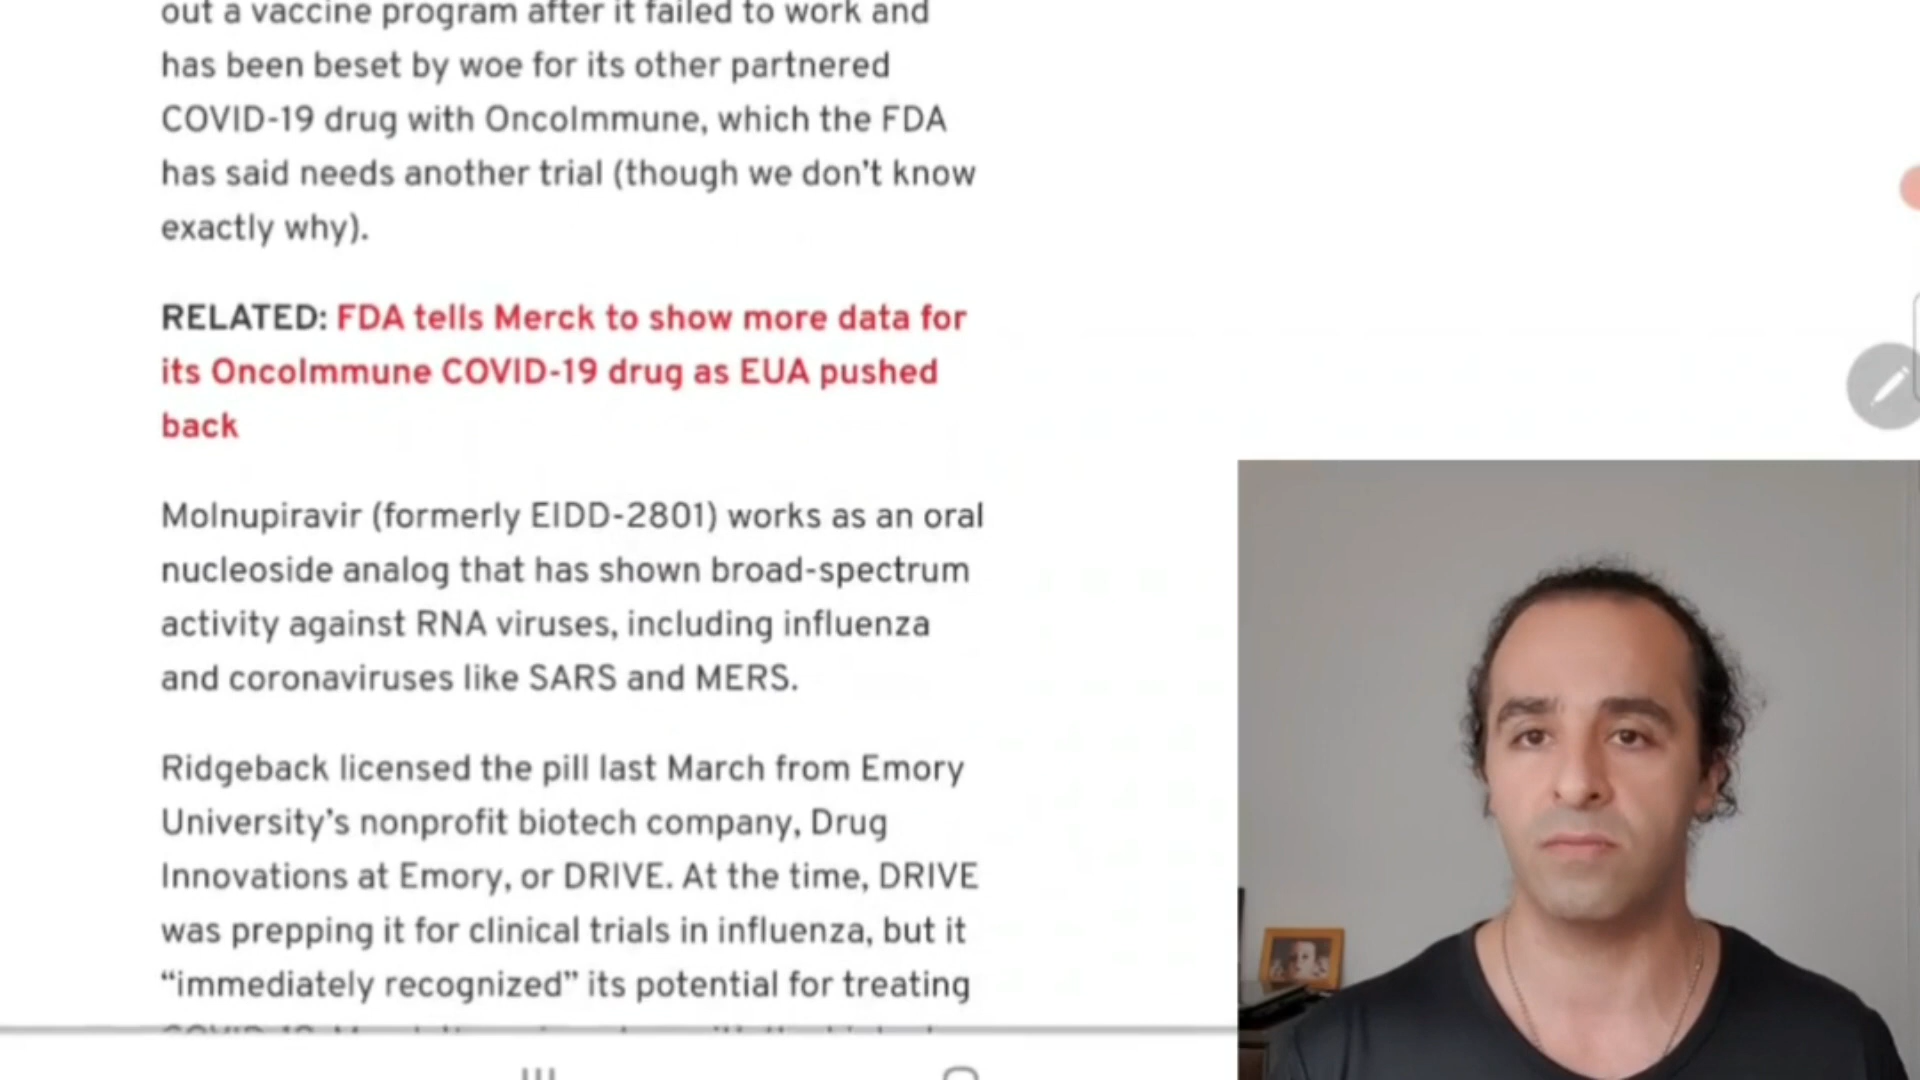 out a vaccine program after it failed to work and
has been beset by woe for its other partnered
COVID-19 drug with OncoImmune, which the FDA
has said needs another trial (though we don't know
exactly why).
RELATED: FDA tells Merck to show more data for
its OncoImmune COVID-19 drug as EUA pushed
back
Molnupiravir (formerly EIDD-2801) works as an oral
nucleoside analog that has shown broad-spectrum
activity against RNA viruses, including influenza
and coronaviruses like SARS and MERS.
Ridgeback licensed the pill last March from Emory
University's nonprofit biotech company, Drug
Innovations at Emory, or DRIVE. At the time, DRIVE
was prepping it for clinical trials in influenza, but it
“immediately recognized” its potential for treating